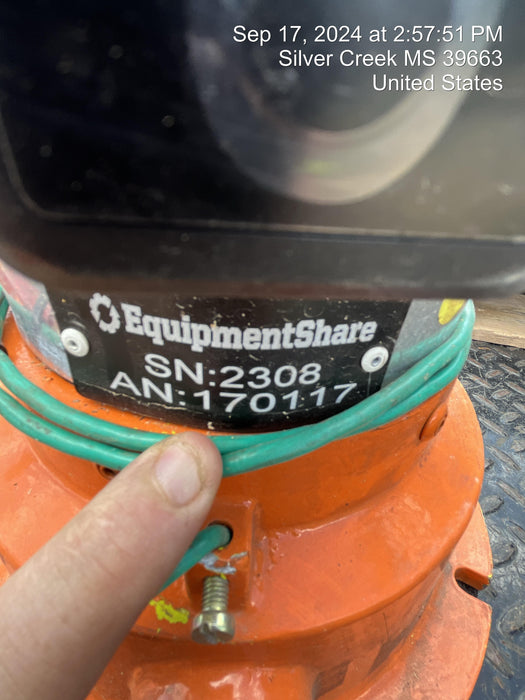 Sep 17, 2024 at 2:57:51 PM
Silver Creek MS 39663
United States
EquipmentShare
SN:2308
AN:170117